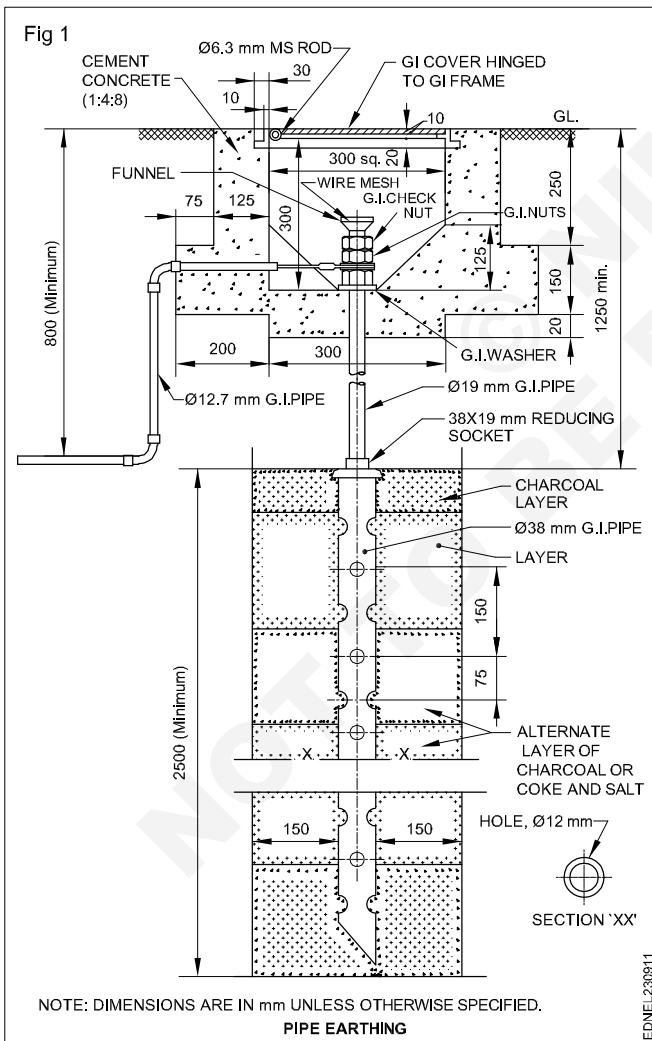 Fig 1
Ø6.3 mm MS ROD
30
CEMENT
CONCRETE
(1:4:8)
10
GI COVER HINGED
TO GI FRAME
10
GL.
300 sq.
20
FUNNEL
WIRE MESH
G.I.CHECK
NUT
G.I.NUTS
75
125
300
250
125
150
20
1250 min.
800 (Minimum)
200
300
G.I.WASHER
Ø12.7 mm G.I.PIPE
Ø19 mm G.I.PIPE
38X19 mm REDUCING
SOCKET
CHARCOAL
LAYER
Ø38 mm G.I.PIPE
LAYER
150
75
2500 (Minimum)
X
X
ALTERNATE
LAYER OF
CHARCOAL OR
COKE AND SALT
150
150
HOLE, Ø12 mm
SECTION `XX'
NOTE: DIMENSIONS ARE IN mm UNLESS OTHERWISE SPECIFIED.
PIPE EARTHING
EDNEL230911